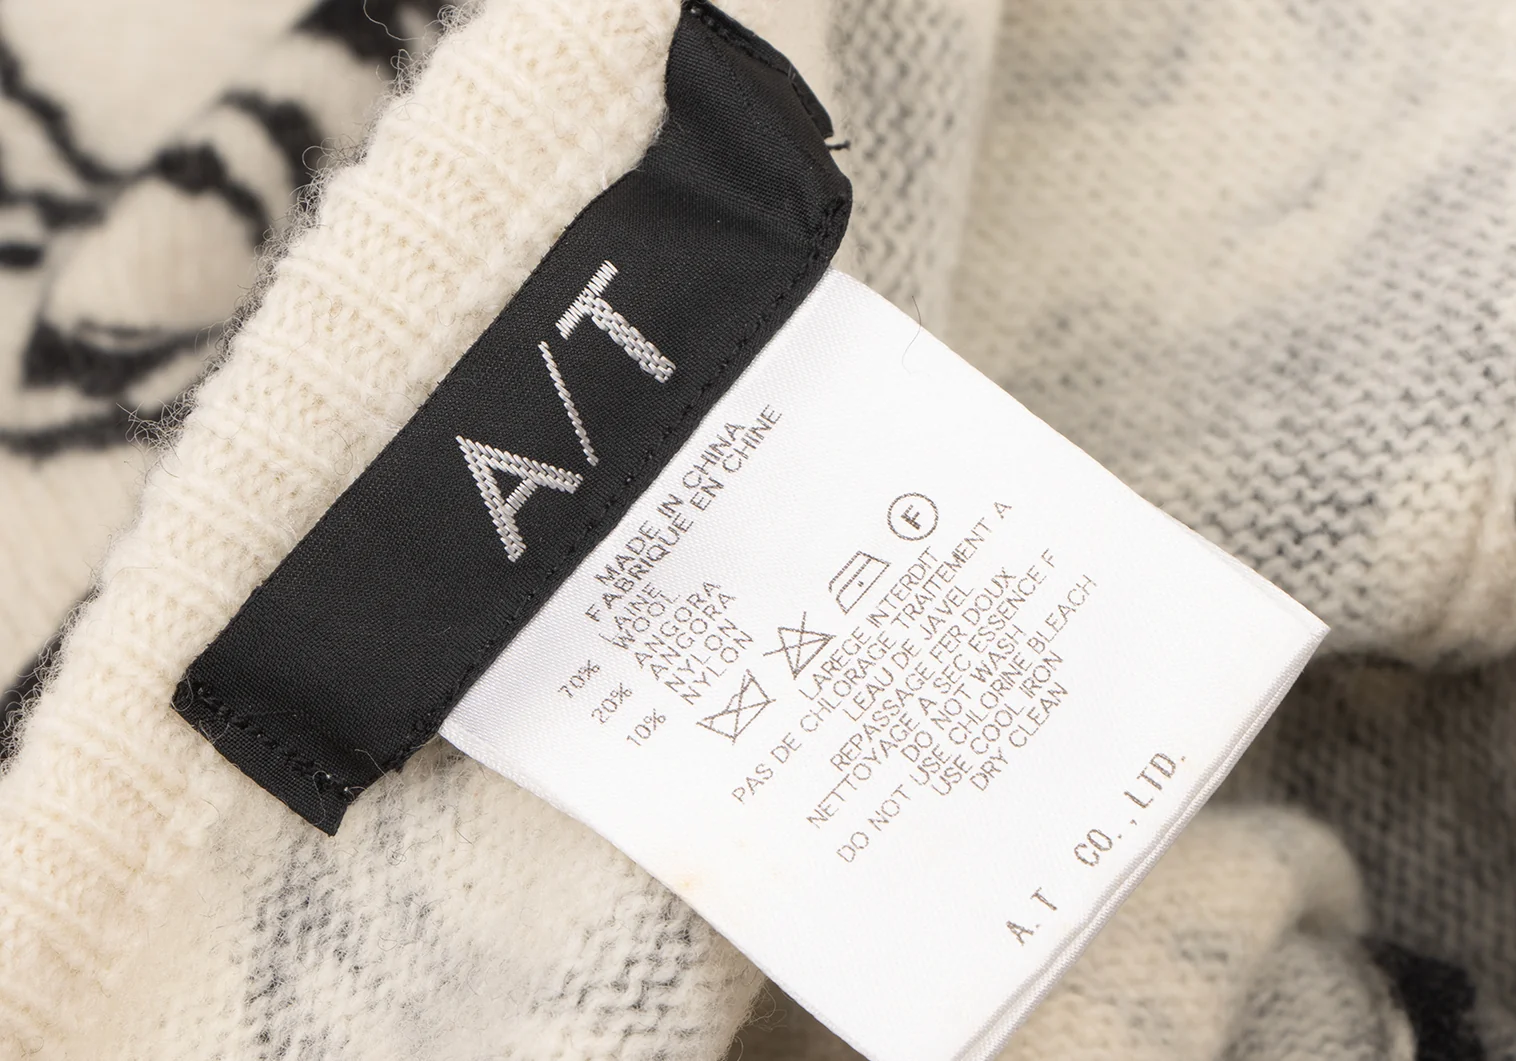 A/T
MADE IN CHINA
FABRIQUE EN CHINE
70% LAINE
WOOL
20% ANGORA
ANGORA
10% NYLON
NYLON
F
LAREGE INTERDIT
PAS DE CHLORAGE TRAITEMENT A
LEAU DE JAVEL
REPASSAGE FER DOUX
NETTOYAGE A SEC ESSENCE F
DO NOT WASH
DO NOT USE CHLORINE BLEACH
USE COOL IRON
DRY CLEAN
A.T CO.,LTD.